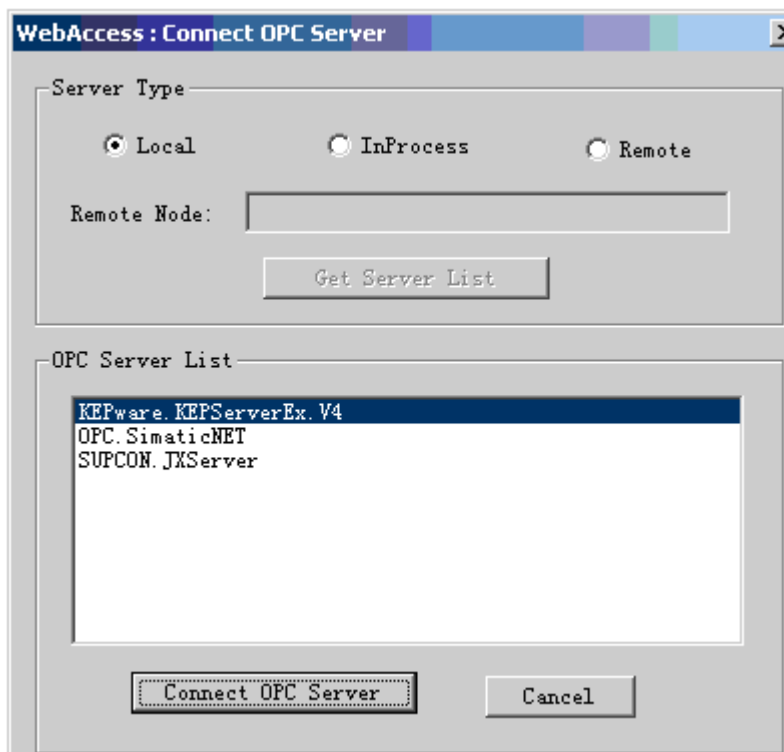 WebAccess : Connect OPC Server
Server Type
Local InProcess Remote
Remote Node:
Get Server List
OPC Server List
KEPware.KEPServerEx.V4
OPC.SimaticNET
SUPCON.JXServer
Connect OPC Server Cancel